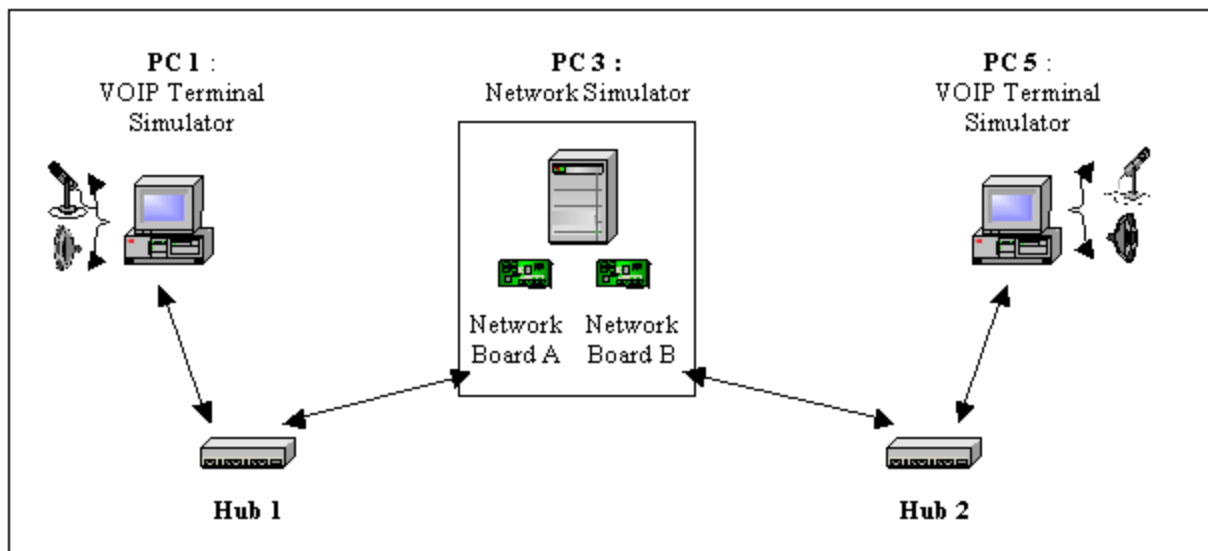 PC 1 :
VOIP Terminal
Simulator
PC 3 :
Network Simulator
PC 5 :
VOIP Terminal
Simulator
Network
Board A
Network
Board B
Hub 1
Hub 2